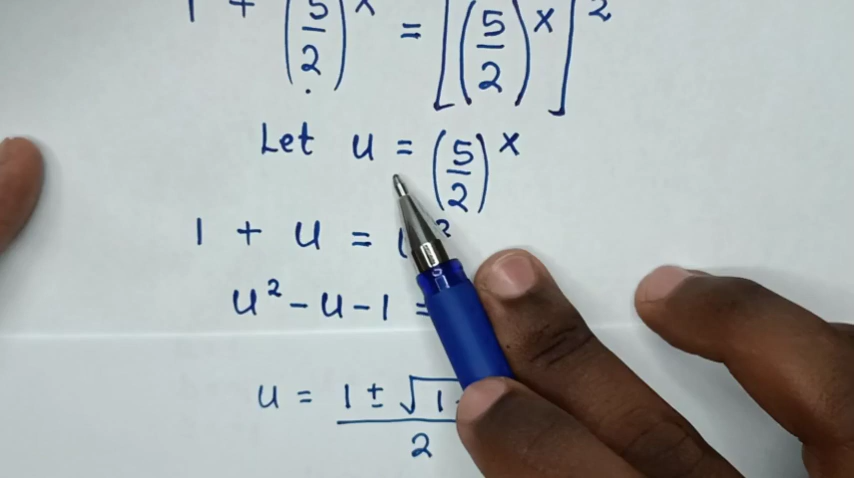 1 + (5/2)^x = [(5/2)^x]^2
Let u = (5/2)^x
1 + u = u^2
u^2 - u - 1 =
u = (1 ± √1
2